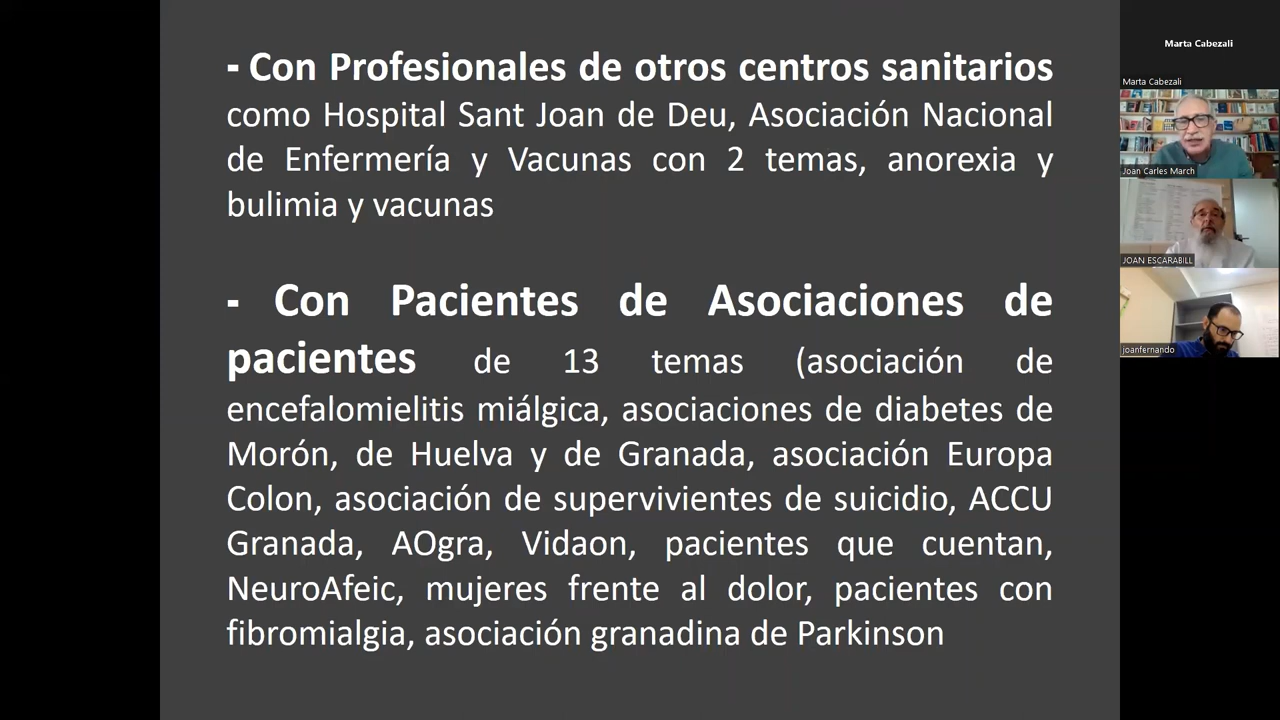 - Con Profesionales de otros centros sanitarios
como Hospital Sant Joan de Deu, Asociación Nacional
de Enfermería y Vacunas con 2 temas, anorexia y
bulimia y vacunas
- Con Pacientes de Asociaciones de
pacientes de 13 temas (asociación de
encefalomielitis miálgica, asociaciones de diabetes de
Morón, de Huelva y de Granada, asociación Europa
Colon, asociación de supervivientes de suicidio, ACCU
Granada, AOgra, Vidaon, pacientes que cuentan,
NeuroAfeic, mujeres frente al dolor, pacientes con
fibromialgia, asociación granadina de Parkinson
Marta Cabezali
Marta Cabezali
Joan Carles March
JOAN ESCARABILL
joanfernando